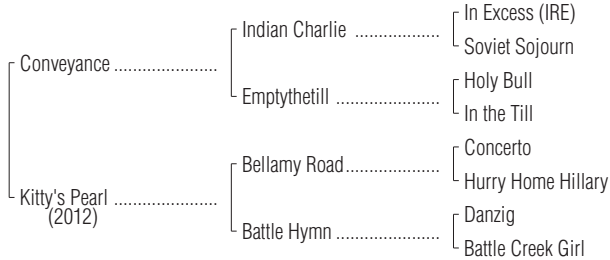 In Excess (IRE)
Indian Charlie ..................
Soviet Sojourn
Conveyance ......................
Holy Bull
Emptythetill ......................
In the Till
Concerto
Bellamy Road....................
Hurry Home Hillary
Kitty's Pearl ......................
(2012)
Danzig
Battle Hymn ......................
Battle Creek Girl